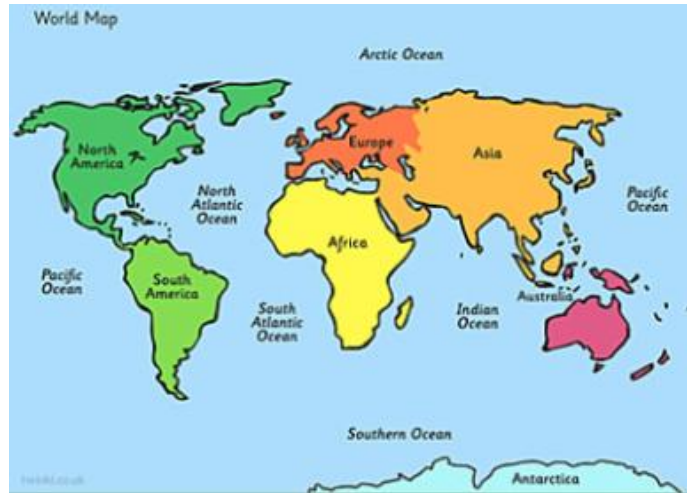 World Map
Arctic Ocean
North
America
Europe
Asia
North
Atlantic
Ocean
Pacific
Ocean
Africa
Pacific
Ocean
South
America
South
Atlantic
Ocean
Indian
Ocean
Australia
Southern Ocean
Antarctica